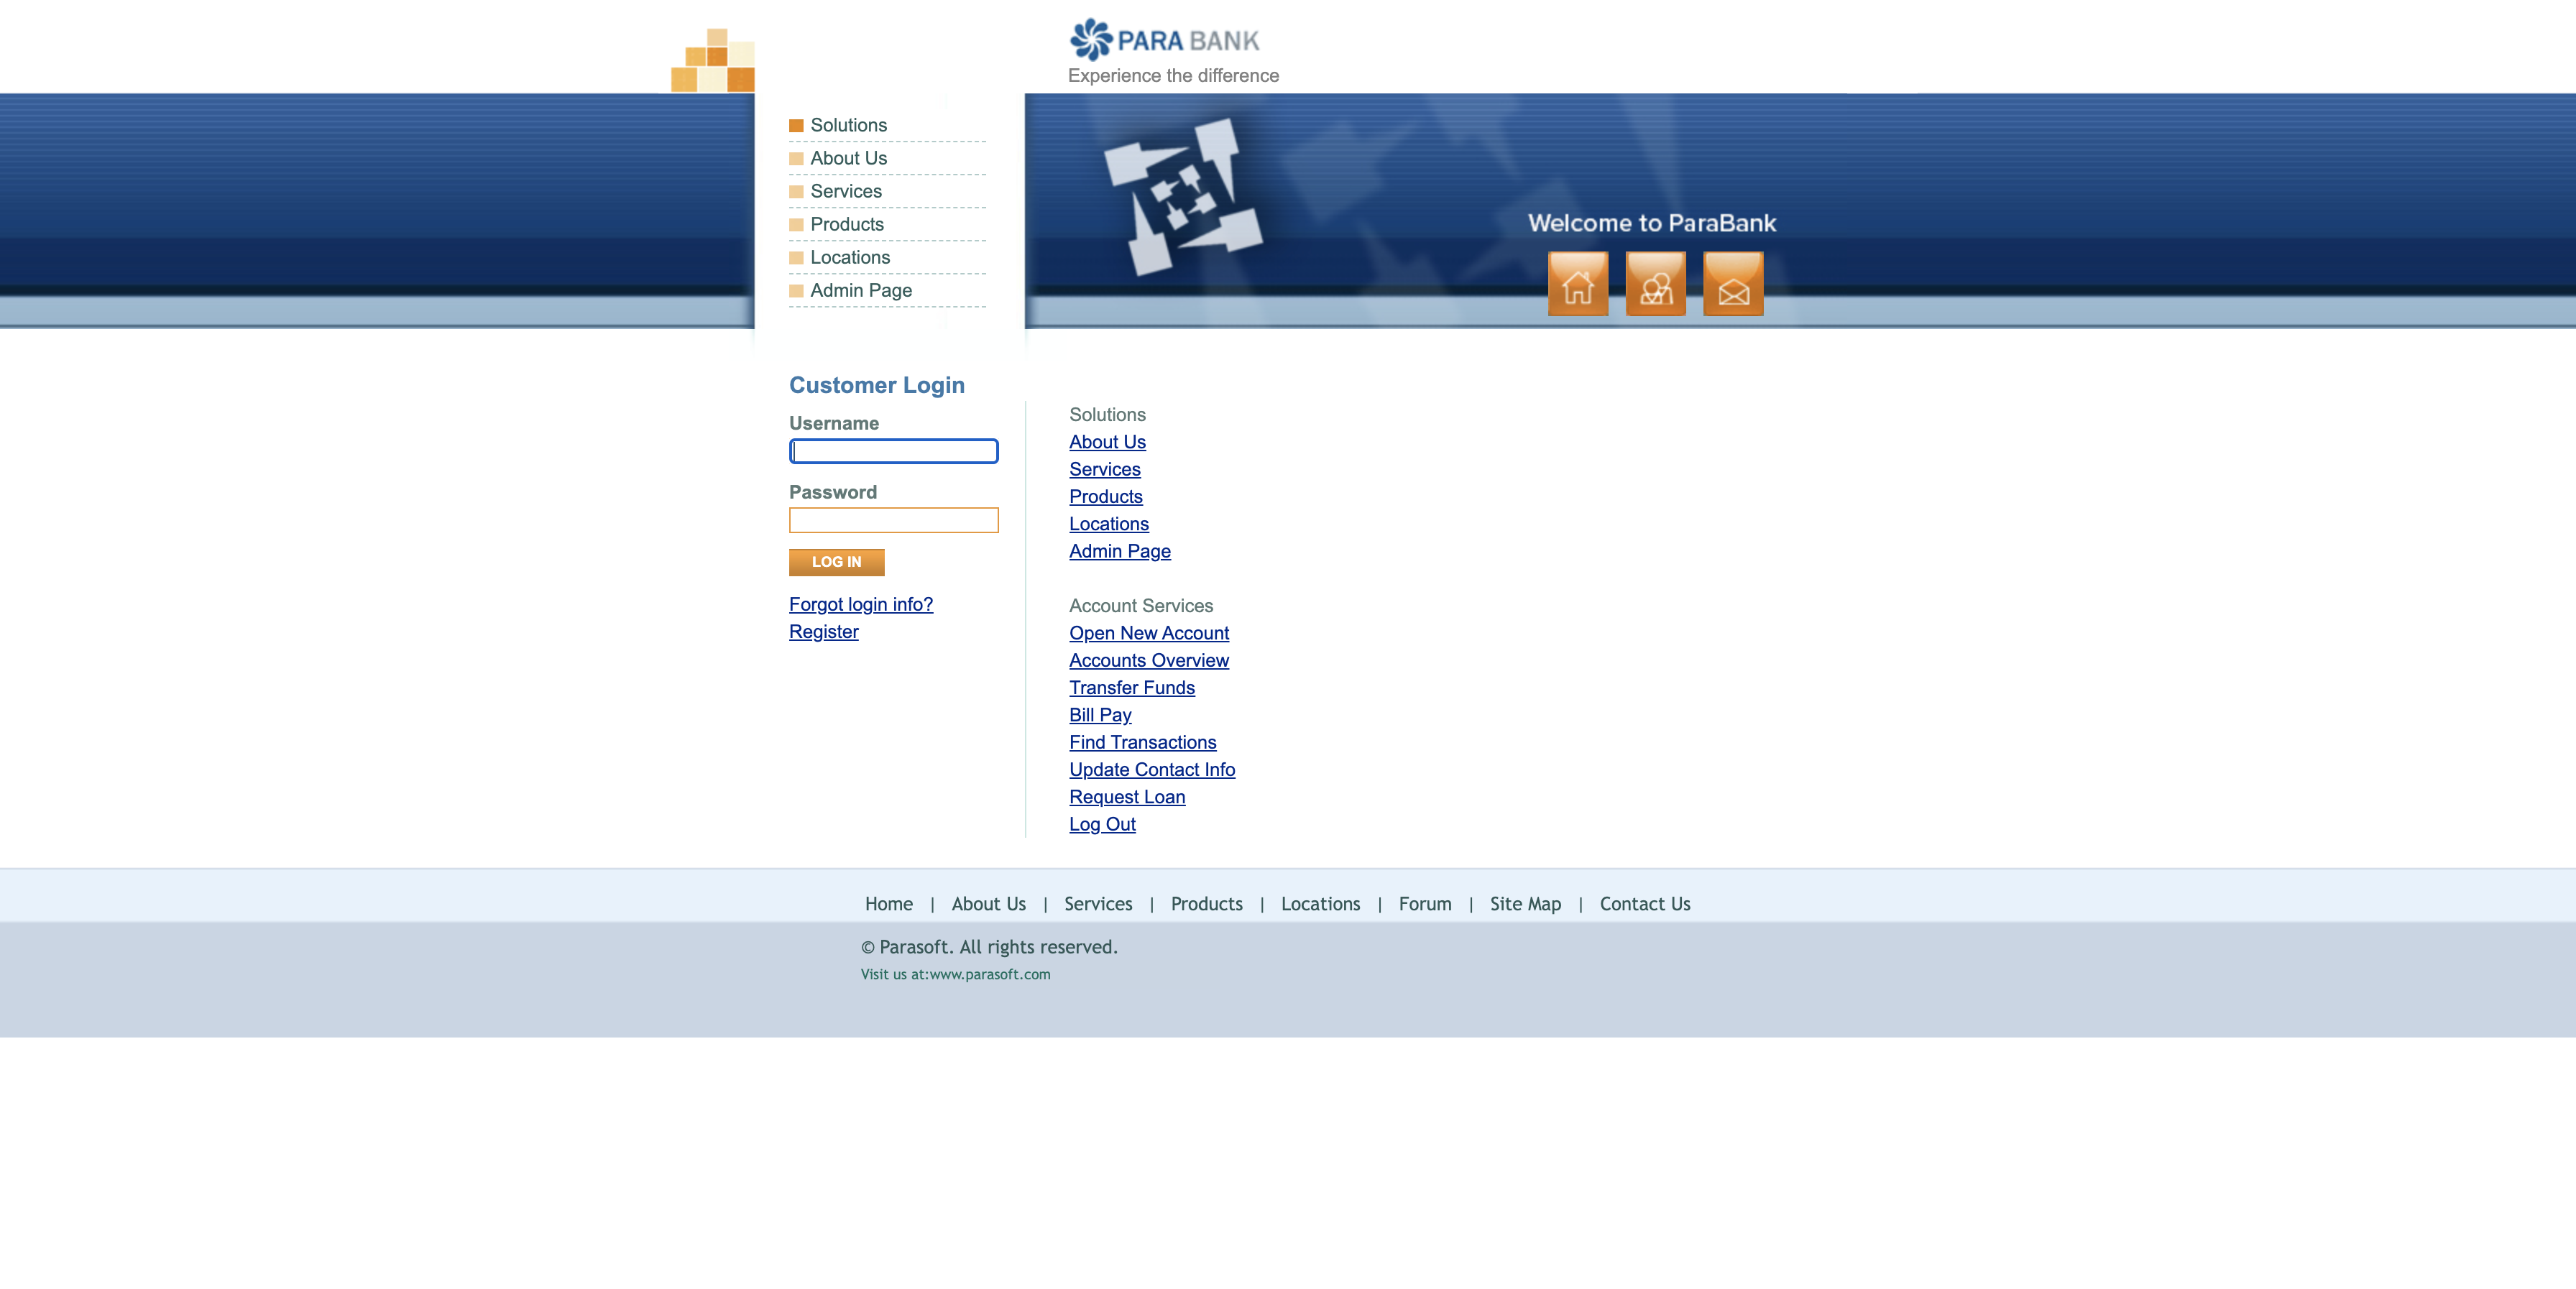 PARA BANK
Experience the difference
Solutions
About Us
Services
Products
Locations
Admin Page
Welcome to ParaBank
Customer Login
Username
Password
LOG IN
Forgot login info?
Register
Solutions
About Us
Services
Products
Locations
Admin Page
Account Services
Open New Account
Accounts Overview
Transfer Funds
Bill Pay
Find Transactions
Update Contact Info
Request Loan
Log Out
Home | About Us | Services | Products | Locations | Forum | Site Map | Contact Us
© Parasoft. All rights reserved.
Visit us at:www.parasoft.com